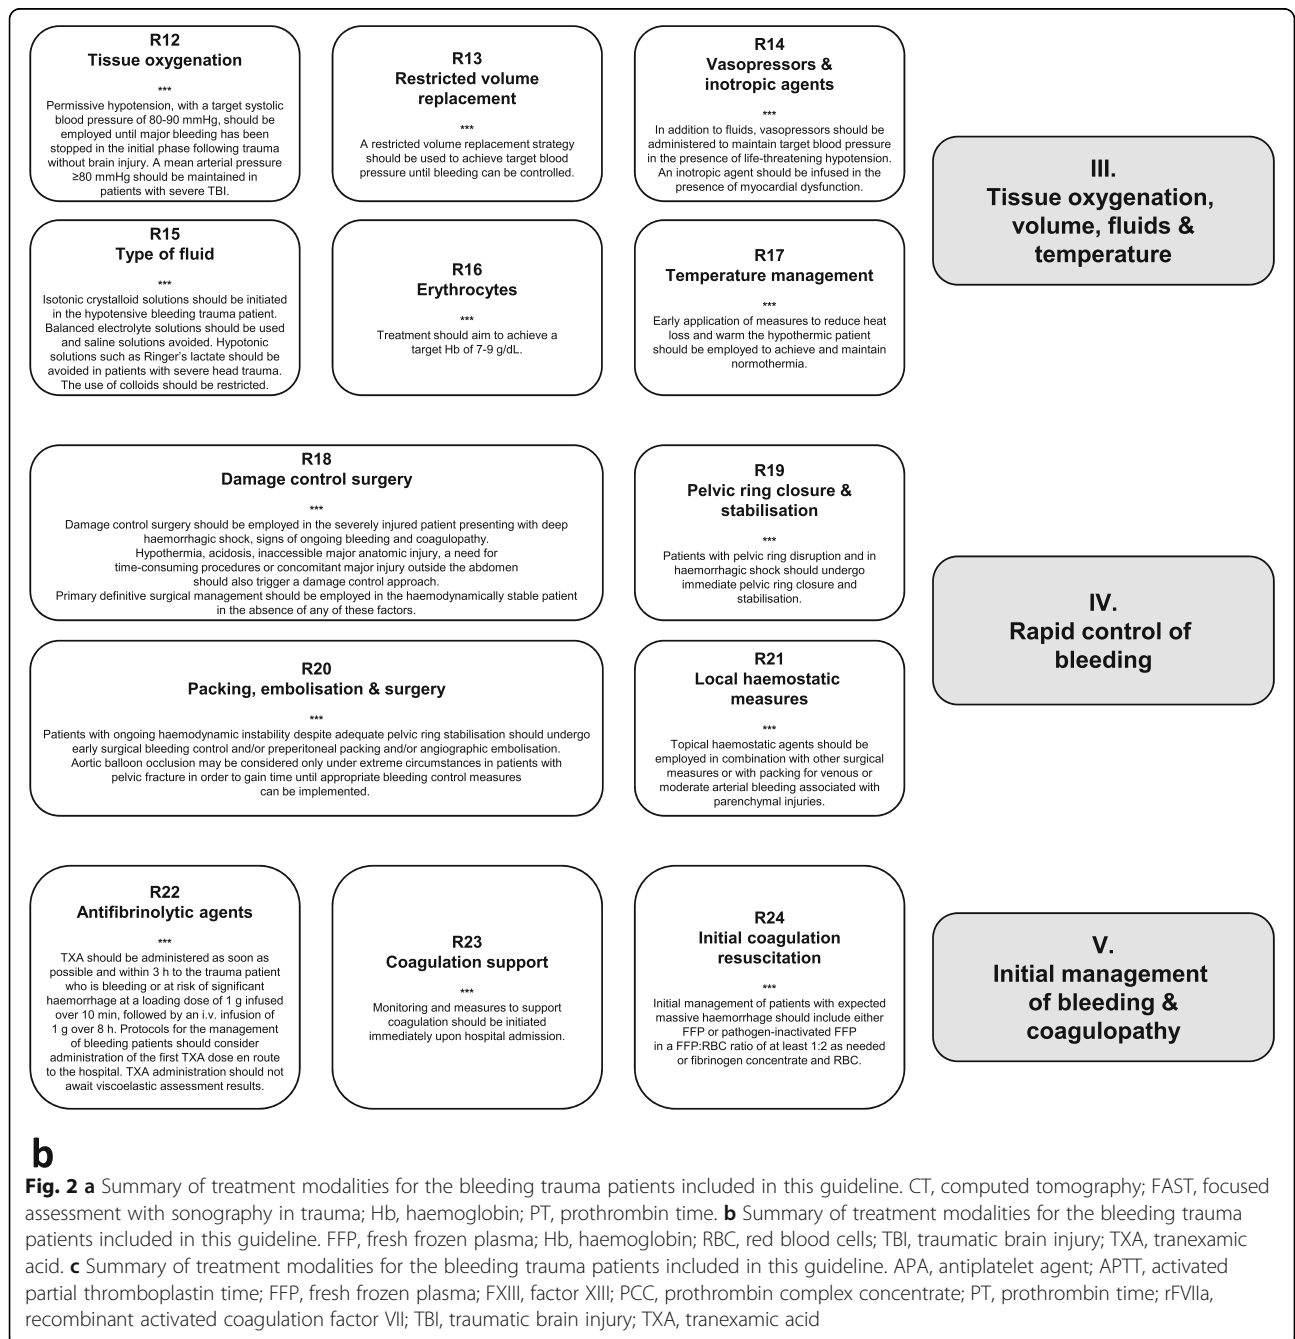 R12
Tissue oxygenation
***
Permissive hypotension, with a target systolic
blood pressure of 80-90 mmHg, should be
employed until major bleeding has been
stopped in the initial phase following trauma
without brain injury. A mean arterial pressure
≥80 mmHg should be maintained in
patients with severe TBI.
R13
Restricted volume
replacement
***
A restricted volume replacement strategy
should be used to achieve target blood
pressure until bleeding can be controlled.
R14
Vasopressors &
inotropic agents
***
In addition to fluids, vasopressors should be
administered to maintain target blood pressure
in the presence of life-threatening hypotension.
An inotropic agent should be infused in the
presence of myocardial dysfunction.
III.
Tissue oxygenation,
volume, fluids &
temperature
R15
Type of fluid
***
Isotonic crystalloid solutions should be initiated
in the hypotensive bleeding trauma patient.
Balanced electrolyte solutions should be used
and saline solutions avoided. Hypotonic
solutions such as Ringer's lactate should be
avoided in patients with severe head trauma.
The use of colloids should be restricted.
R16
Erythrocytes
***
Treatment should aim to achieve a
target Hb of 7-9 g/dL.
R17
Temperature management
***
Early application of measures to reduce heat
loss and warm the hypothermic patient
should be employed to achieve and maintain
normothermia.
R18
Damage control surgery
***
Damage control surgery should be employed in the severely injured patient presenting with deep
haemorrhagic shock, signs of ongoing bleeding and coagulopathy.
Hypothermia, acidosis, inaccessible major anatomic injury, a need for
time-consuming procedures or concomitant major injury outside the abdomen
should also trigger a damage control approach.
Primary definitive surgical management should be employed in the haemodynamically stable patient
in the absence of any of these factors.
R19
Pelvic ring closure &
stabilisation
***
Patients with pelvic ring disruption and in
haemorrhagic shock should undergo
immediate pelvic ring closure and
stabilisation.
IV.
Rapid control of
bleeding
R20
Packing, embolisation & surgery
***
Patients with ongoing haemodynamic instability despite adequate pelvic ring stabilisation should undergo
early surgical bleeding control and/or preperitoneal packing and/or angiographic embolisation.
Aortic balloon occlusion may be considered only under extreme circumstances in patients with
pelvic fracture in order to gain time until appropriate bleeding control measures
can be implemented.
R21
Local haemostatic
measures
***
Topical haemostatic agents should be
employed in combination with other surgical
measures or with packing for venous or
moderate arterial bleeding associated with
parenchymal injuries.
R22
Antifibrinolytic agents
***
TXA should be administered as soon as
possible and within 3 h to the trauma patient
who is bleeding or at risk of significant
haemorrhage at a loading dose of 1 g infused
over 10 min, followed by an i.v. infusion of
1 g over 8 h. Protocols for the management
of bleeding patients should consider
administration of the first TXA dose en route
to the hospital. TXA administration should not
await viscoelastic assessment results.
R23
Coagulation support
***
Monitoring and measures to support
coagulation should be initiated
immediately upon hospital admission.
R24
Initial coagulation
resuscitation
***
Initial management of patients with expected
massive haemorrhage should include either
FFP or pathogen-inactivated FFP
in a FFP:RBC ratio of at least 1:2 as needed
or fibrinogen concentrate and RBC.
V.
Initial management
of bleeding &
coagulopathy
b
Fig. 2 a Summary of treatment modalities for the bleeding trauma patients included in this guideline. CT, computed tomography; FAST, focused
assessment with sonography in trauma; Hb, haemoglobin; PT, prothrombin time. b Summary of treatment modalities for the bleeding trauma
patients included in this guideline. FFP, fresh frozen plasma; Hb, haemoglobin; RBC, red blood cells; TBI, traumatic brain injury; TXA, tranexamic
acid. c Summary of treatment modalities for the bleeding trauma patients included in this guideline. APA, antiplatelet agent; APTT, activated
partial thromboplastin time; FFP, fresh frozen plasma; FXIII, factor XIII; PCC, prothrombin complex concentrate; PT, prothrombin time; rFVIIa,
recombinant activated coagulation factor VII; TBI, traumatic brain injury; TXA, tranexamic acid